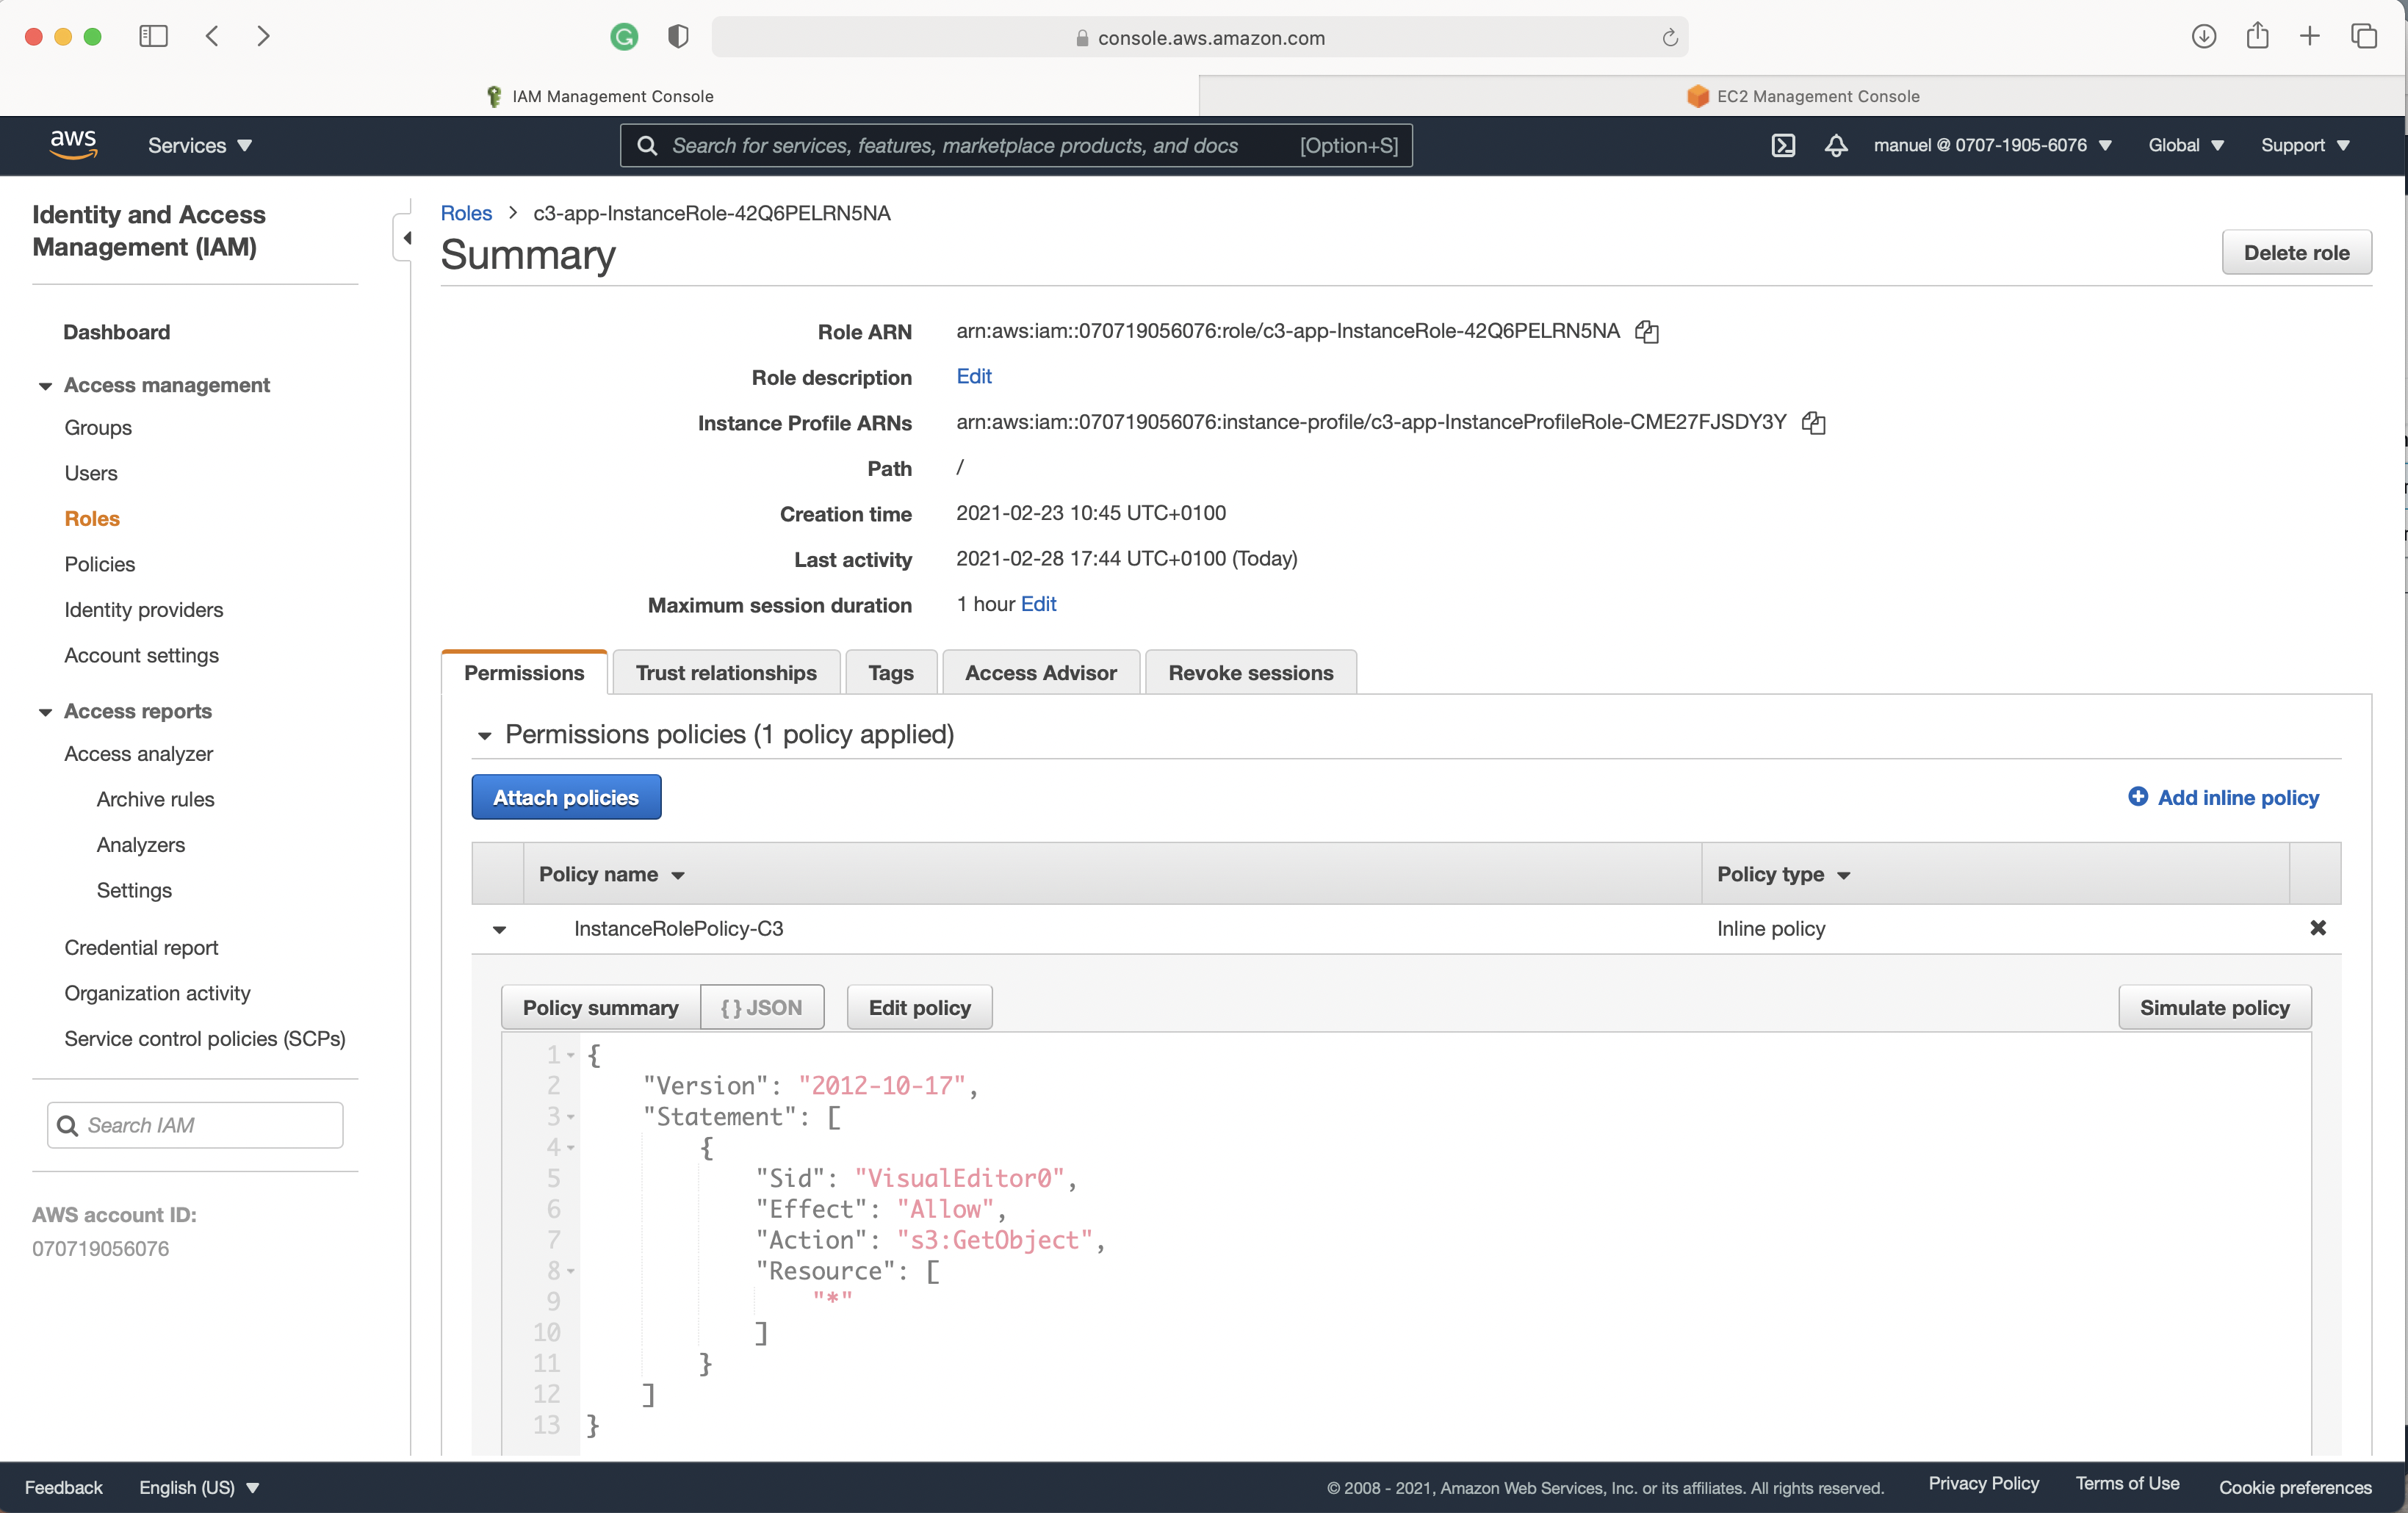 console.aws.amazon.com
IAM Management Console
EC2 Management Console
aws
Services
Search for services, features, marketplace products, and docs
[Option+S]
manuel @ 0707-1905-6076
Global
Support
Identity and Access
Management (IAM)
Dashboard
Access management
Groups
Users
Roles
Policies
Identity providers
Account settings
Access reports
Access analyzer
Archive rules
Analyzers
Settings
Credential report
Organization activity
Service control policies (SCPs)
Search IAM
AWS account ID:
070719056076
Roles > c3-app-InstanceRole-42Q6PELRN5NA
Summary
Delete role
Role ARN arn:aws:iam::070719056076:role/c3-app-InstanceRole-42Q6PELRN5NA
Role description Edit
Instance Profile ARNs arn:aws:iam::070719056076:instance-profile/c3-app-InstanceProfileRole-CME27FJSDY3Y
Path /
Creation time 2021-02-23 10:45 UTC+0100
Last activity 2021-02-28 17:44 UTC+0100 (Today)
Maximum session duration 1 hour Edit
Permissions
Trust relationships
Tags
Access Advisor
Revoke sessions
Permissions policies (1 policy applied)
Attach policies
Add inline policy
Policy name
Policy type
InstanceRolePolicy-C3
Inline policy
Policy summary
{ } JSON
Edit policy
Simulate policy
1 {
2 "Version": "2012-10-17",
3 "Statement": [
4 {
5 "Sid": "VisualEditor0",
6 "Effect": "Allow",
7 "Action": "s3:GetObject",
8 "Resource": [
9 "*"
10 ]
11 }
12 ]
13 }
Feedback
English (US)
© 2008 - 2021, Amazon Web Services, Inc. or its affiliates. All rights reserved.
Privacy Policy
Terms of Use
Cookie preferences